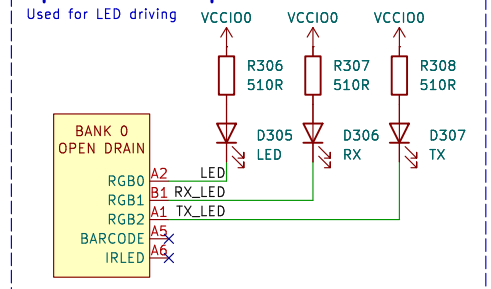 Used for LED driving
VCCIO0 VCCIO0 VCCIO0
R306 510R
R307 510R
R308 510R
D305 LED
D306 RX
D307 TX
BANK 0
OPEN DRAIN
RGB0 A2 LED
RGB1 B1 RX_LED
RGB2 A1 TX_LED
BARCODE A5
IRLED A6